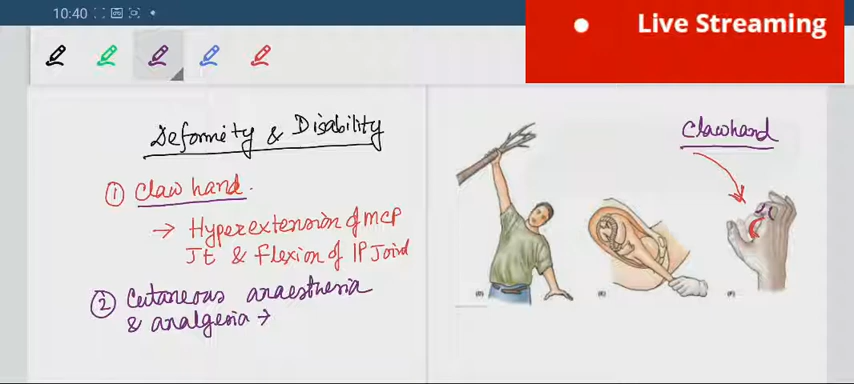 10:40
Live Streaming
Deformity & Disability
① Claw hand.
→ Hyperextension of MCP
Jt & Flexion of IP Joint
② Cutaneous anaesthesia
& analgesia →
Clawhand
(D) (E) (F)